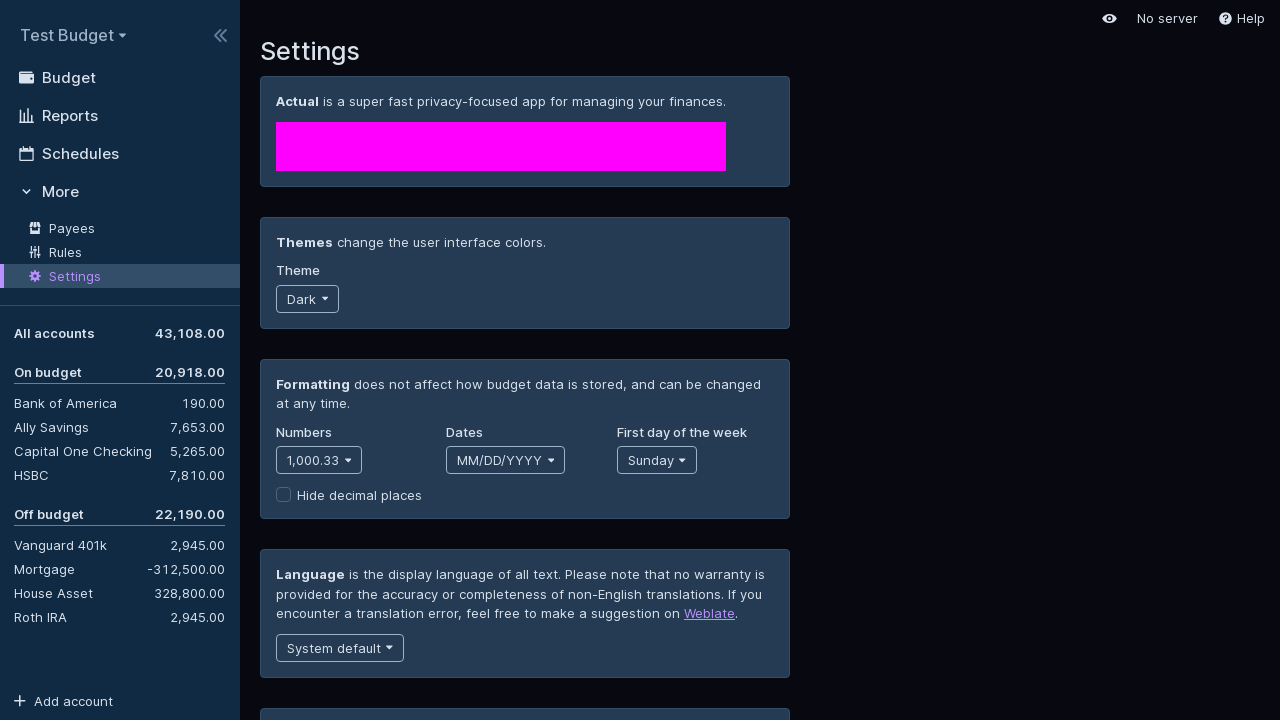 Test Budget
Budget
Reports
Schedules
More
Payees
Rules
Settings
All accounts 43,108.00
On budget 20,918.00
Bank of America 190.00
Ally Savings 7,653.00
Capital One Checking 5,265.00
HSBC 7,810.00
Off budget 22,190.00
Vanguard 401k 2,945.00
Mortgage -312,500.00
House Asset 328,800.00
Roth IRA 2,945.00
Add account
No server Help
Settings
Actual is a super fast privacy-focused app for managing your finances.
Themes change the user interface colors.
Theme
Dark
Formatting does not affect how budget data is stored, and can be changed
at any time.
Numbers Dates First day of the week
1,000.33 MM/DD/YYYY Sunday
Hide decimal places
Language is the display language of all text. Please note that no warranty is
provided for the accuracy or completeness of non-English translations. If you
encounter a translation error, feel free to make a suggestion on Weblate.
System default